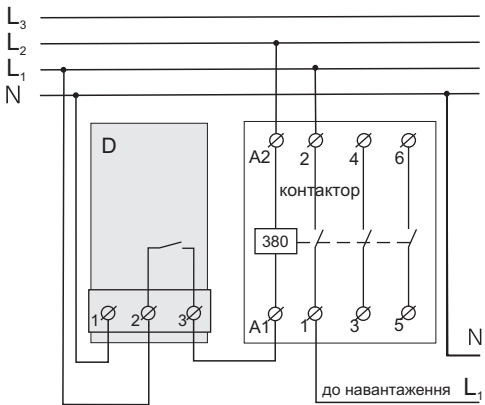 L3
L2
L1
N
D
A2 2 4 6
контактор
380
1 2 3
A1 1 3 5
N
до навантаження L1